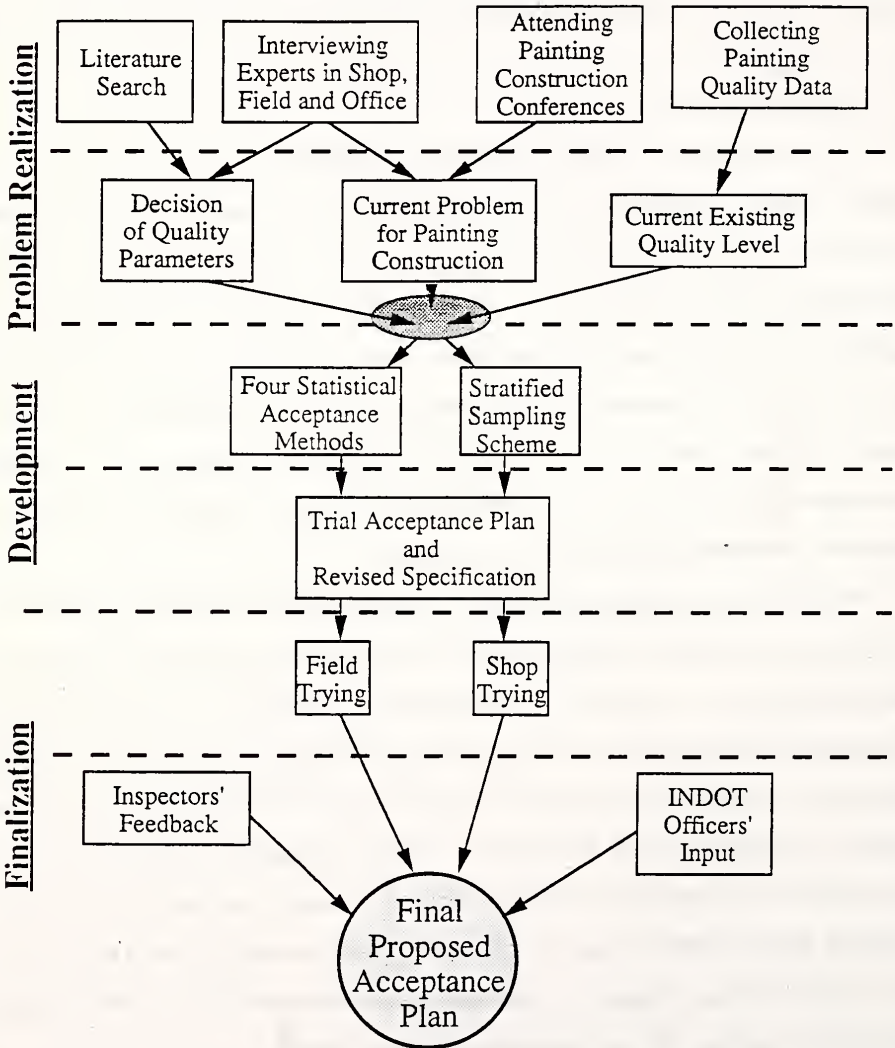 Problem Realization
Literature
Search
Interviewing
Experts in Shop,
Field and Office
Attending
Painting
Construction
Conferences
Collecting
Painting
Quality Data
Decision
of Quality
Parameters
Current Problem
for Painting
Construction
Current Existing
Quality Level
Development
Four Statistical
Acceptance
Methods
Stratified
Sampling
Scheme
Trial Acceptance Plan
and
Revised Specification
Finalization
Field
Trying
Shop
Trying
Inspectors'
Feedback
INDOT
Officers'
Input
Final
Proposed
Acceptance
Plan